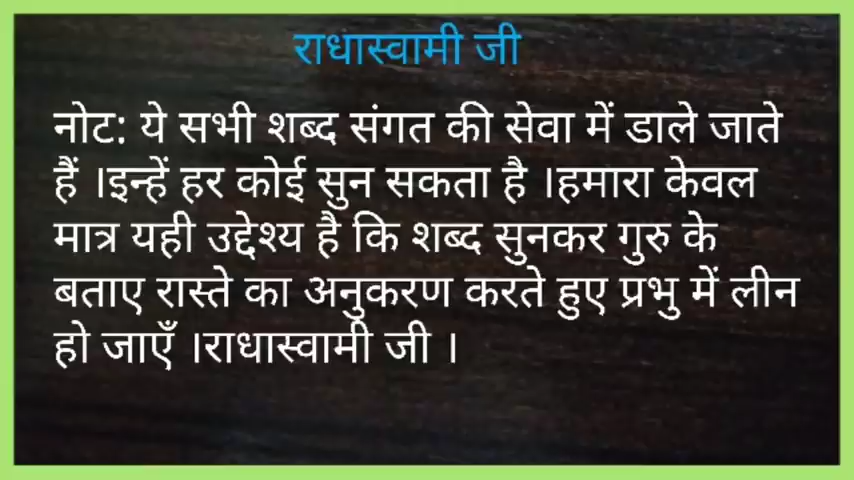 राधास्वामी जी
नोट: ये सभी शब्द संगत की सेवा में डाले जाते
हैं ।इन्हें हर कोई सुन सकता है ।हमारा केवल
मात्र यही उद्देश्य है कि शब्द सुनकर गुरु के
बताए रास्ते का अनुकरण करते हुए प्रभु में लीन
हो जाएँ ।राधास्वामी जी ।